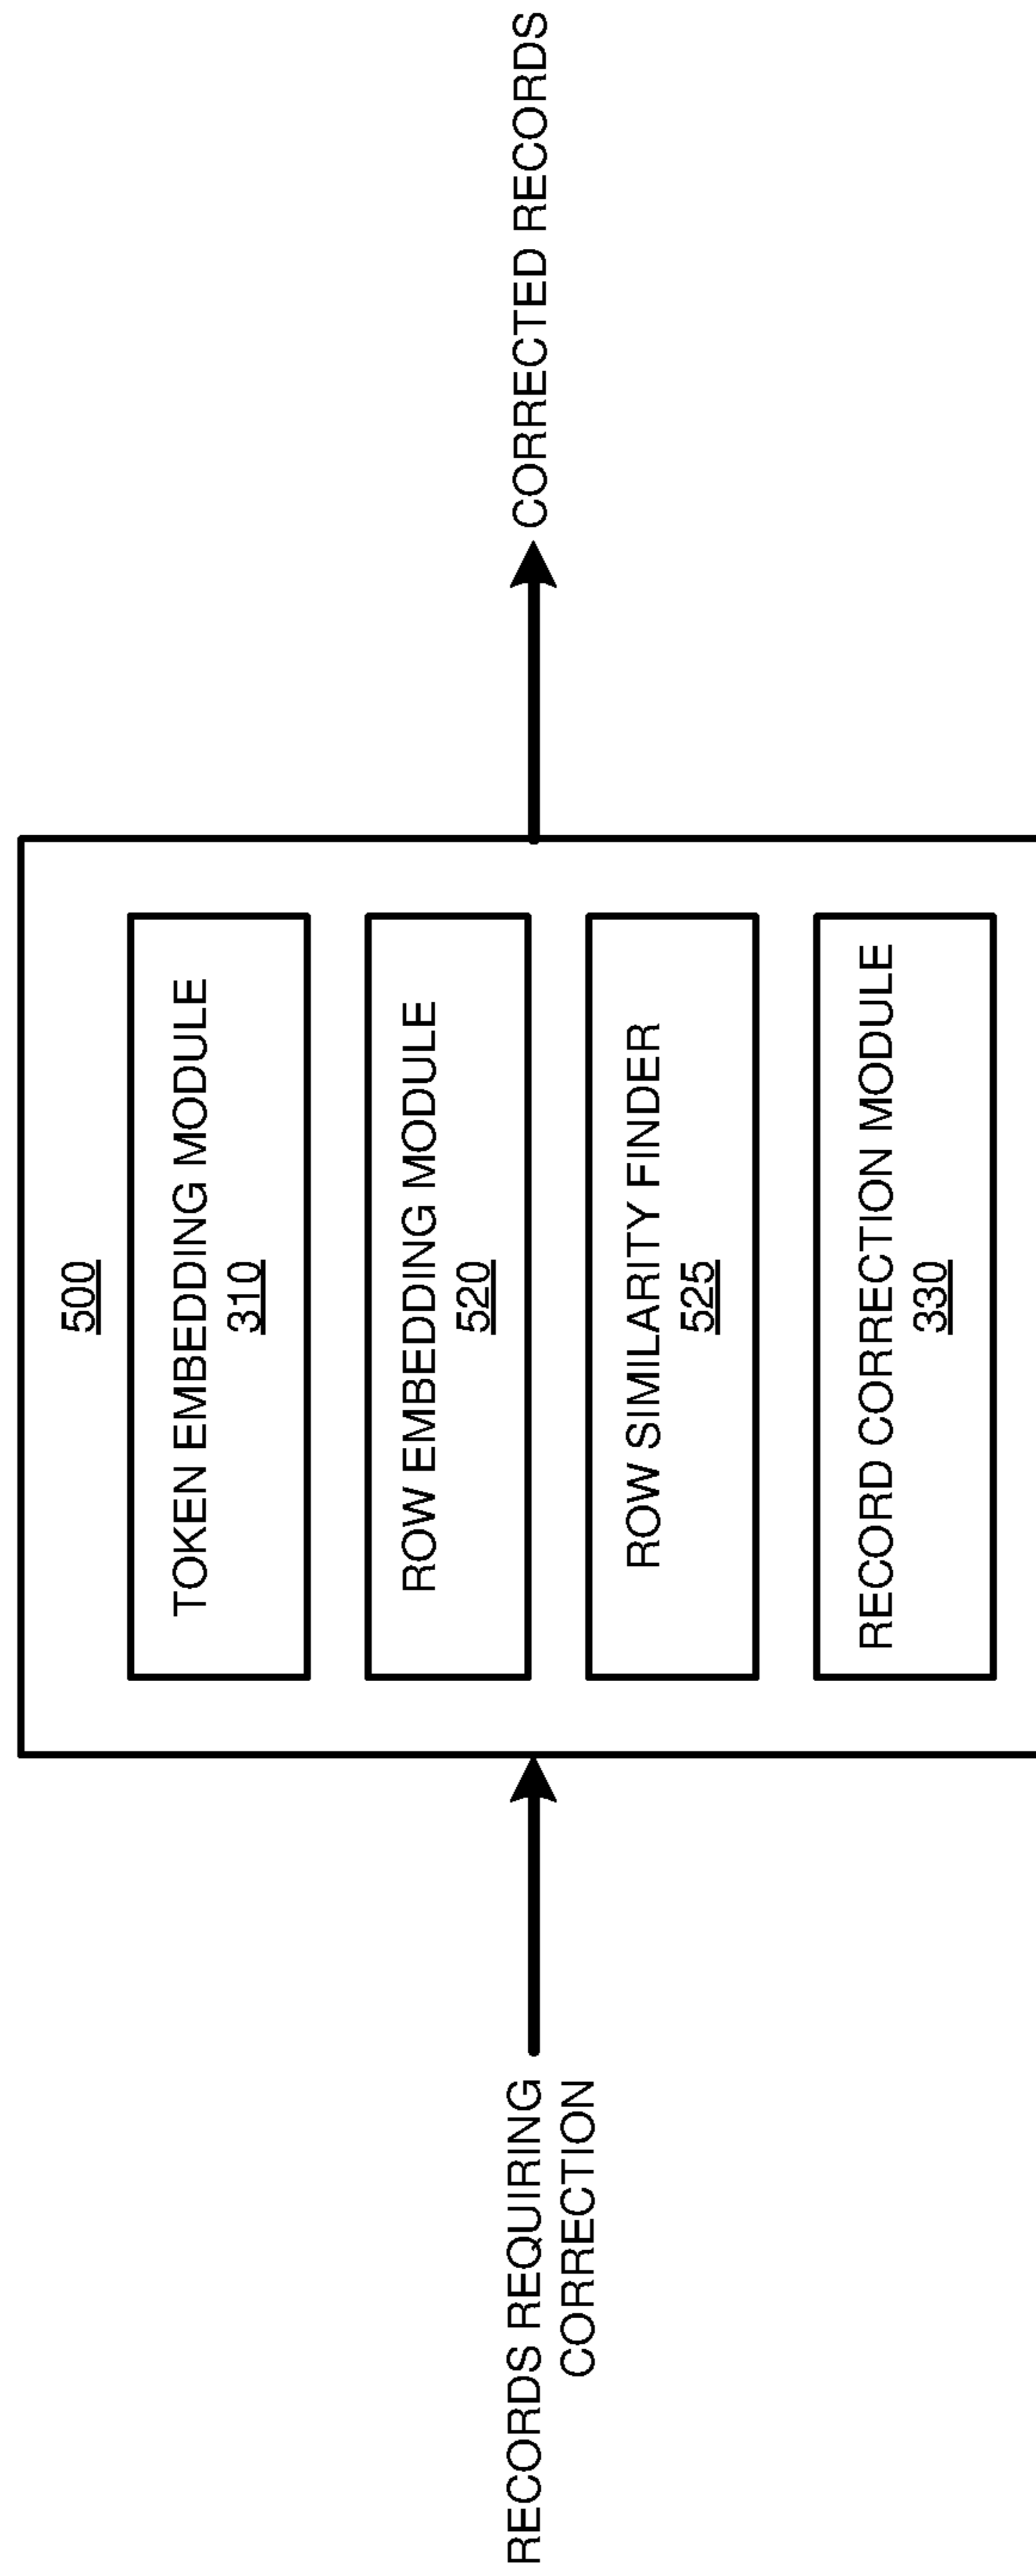 RECORDS REQUIRING
CORRECTION
500
TOKEN EMBEDDING MODULE
310
ROW EMBEDDING MODULE
520
ROW SIMILARITY FINDER
525
RECORD CORRECTION MODULE
330
CORRECTED RECORDS